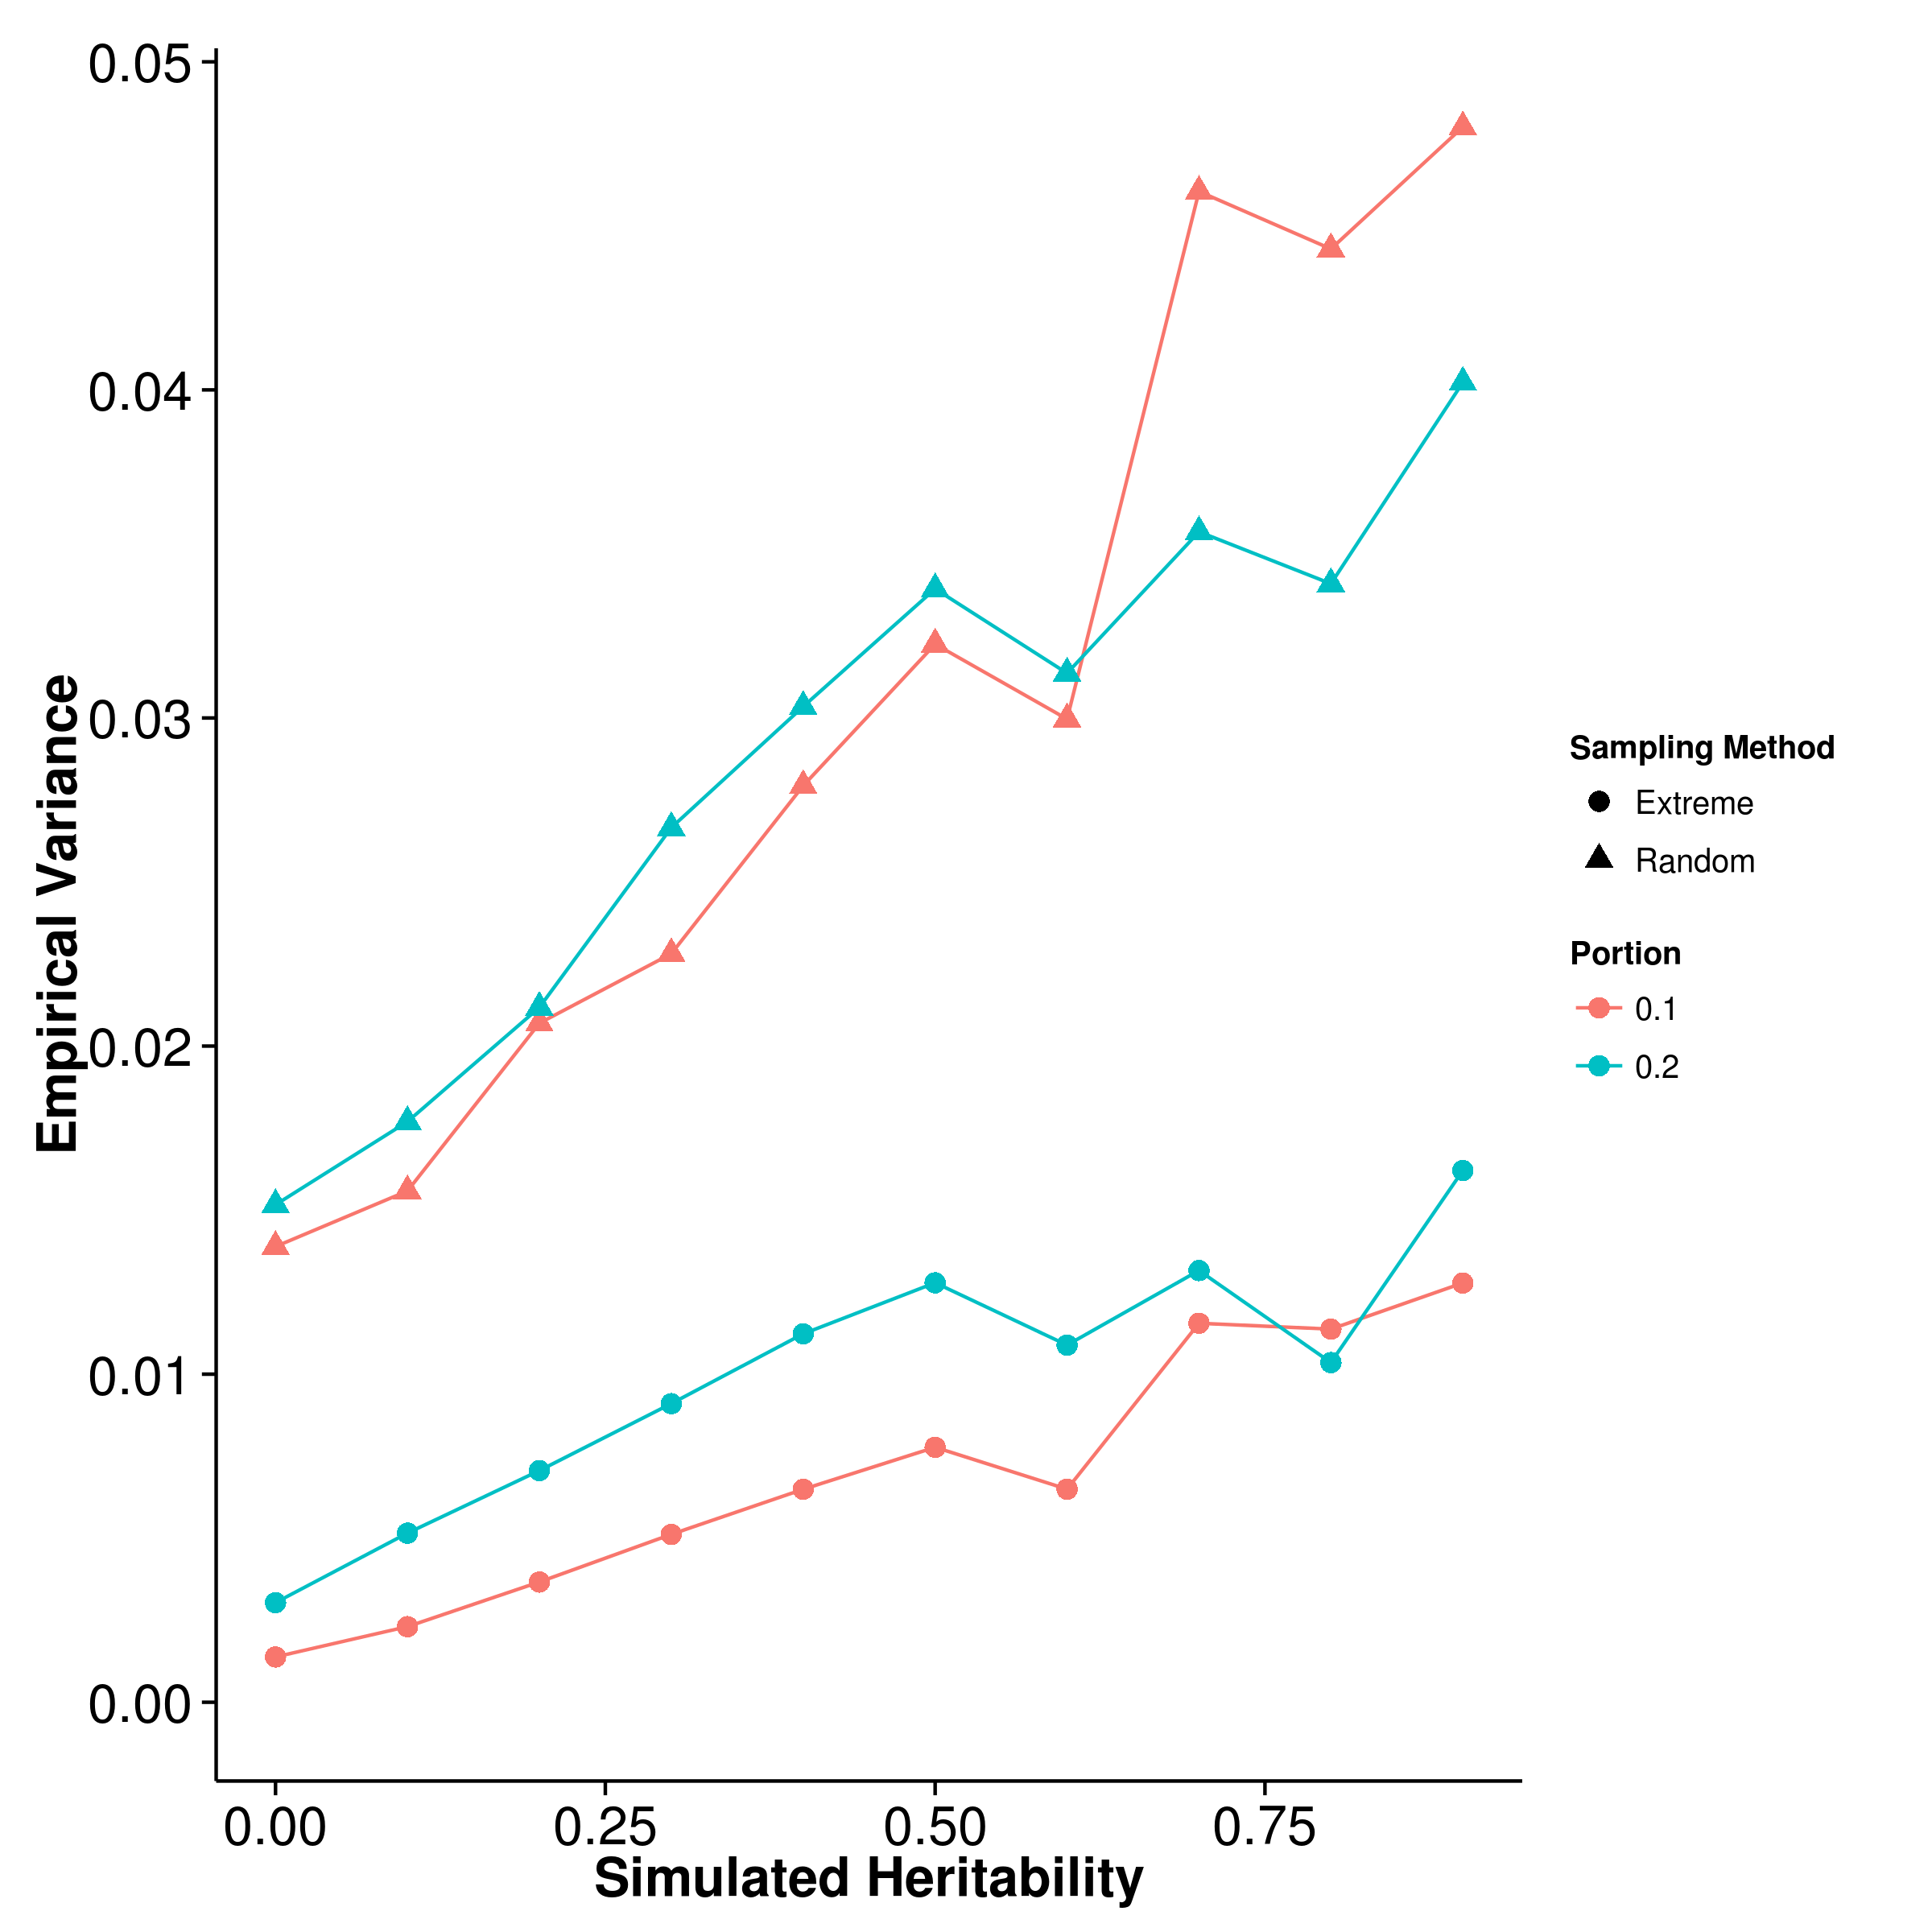 0.05
0.04
0.03
0.02
0.01
0.00
Empirical Variance
0.00 0.25 0.50 0.75
Simulated Heritability
Sampling Method
Extreme
Random
Portion
0.1
0.2